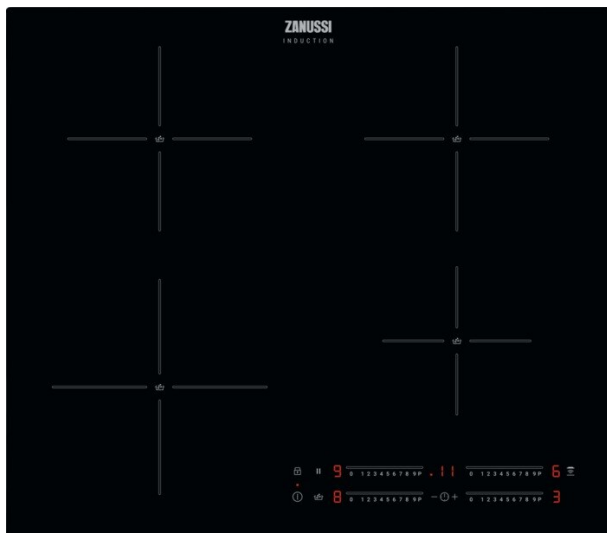 ZANUSSI
INDUCTION
9 0 1 2 3 4 5 6 7 8 9 P .11 0 1 2 3 4 5 6 7 8 9 P 6
8 0 1 2 3 4 5 6 7 8 9 P − + 0 1 2 3 4 5 6 7 8 9 P 3